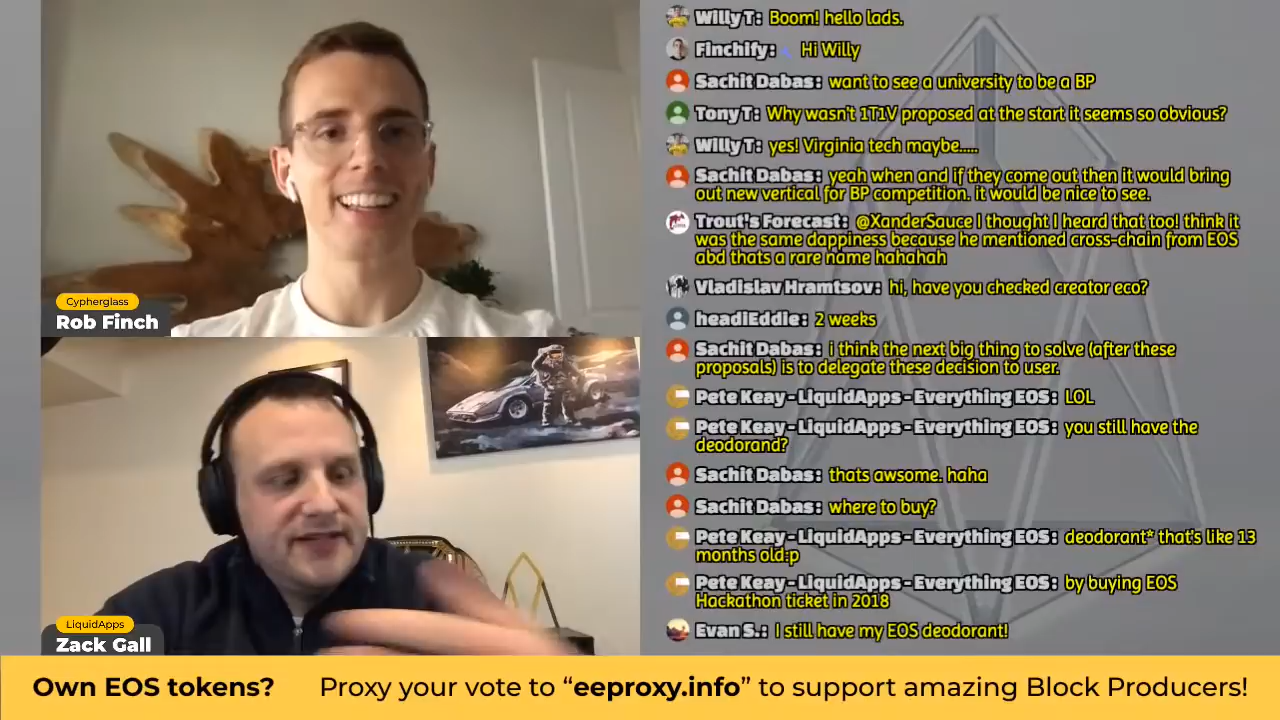 Cypherglass
Rob Finch
LiquidApps
Zack Gall
Willy T: Boom! hello lads.
Finchify: Hi Willy
Sachit Dabas: want to see a university to be a BP
Tony T: Why wasn't 1T1V proposed at the start it seems so obvious?
Willy T: yes! Virginia tech maybe.....
Sachit Dabas: yeah when and if they come out then it would bring
out new vertical for BP competition. it would be nice to see.
Trout's Forecast: @XanderSauce I thought I heard that too! think it
was the same dappiness because he mentioned cross-chain from EOS
abd thats a rare name hahahah
Vladislav Hramtsov: hi, have you checked creator eco?
headiEddie: 2 weeks
Sachit Dabas: i think the next big thing to solve (after these
proposals) is to delegate these decision to user.
Pete Keay - LiquidApps - Everything EOS: LOL
Pete Keay - LiquidApps - Everything EOS: you still have the
deodorand?
Sachit Dabas: thats awsome. haha
Sachit Dabas: where to buy?
Pete Keay - LiquidApps - Everything EOS: deodorant* that's like 13
months old:p
Pete Keay - LiquidApps - Everything EOS: by buying EOS
Hackathon ticket in 2018
Evan S.: I still have my EOS deodorant!
Own EOS tokens? Proxy your vote to “eeproxy.info” to support amazing Block Producers!